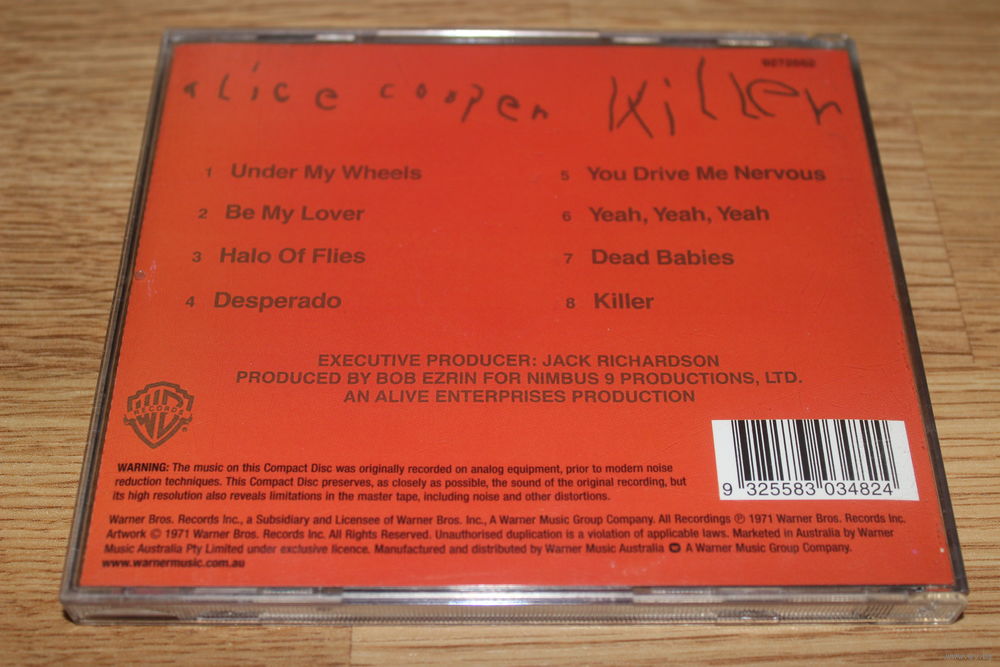 alice cooper Killer
1 Under My Wheels
2 Be My Lover
3 Halo Of Flies
4 Desperado
5 You Drive Me Nervous
6 Yeah, Yeah, Yeah
7 Dead Babies
8 Killer
EXECUTIVE PRODUCER: JACK RICHARDSON
PRODUCED BY BOB EZRIN FOR NIMBUS 9 PRODUCTIONS, LTD.
AN ALIVE ENTERPRISES PRODUCTION
WB RECORDS ®
WARNING: The music on this Compact Disc was originally recorded on analog equipment, prior to modern noise
reduction techniques. This Compact Disc preserves, as closely as possible, the sound of the original recording, but
its high resolution also reveals limitations in the master tape, including noise and other distortions.
9 325583 034824
Warner Bros. Records Inc., a Subsidiary and Licensee of Warner Bros. Inc., A Warner Music Group Company. All Recordings ℗ 1971 Warner Bros. Records Inc.
Artwork © 1971 Warner Bros. Records Inc. All Rights Reserved. Unauthorised duplication is a violation of applicable laws. Marketed in Australia by Warner
Music Australia Pty Limited under exclusive licence. Manufactured and distributed by Warner Music Australia A Warner Music Group Company.
www.warnermusic.com.au